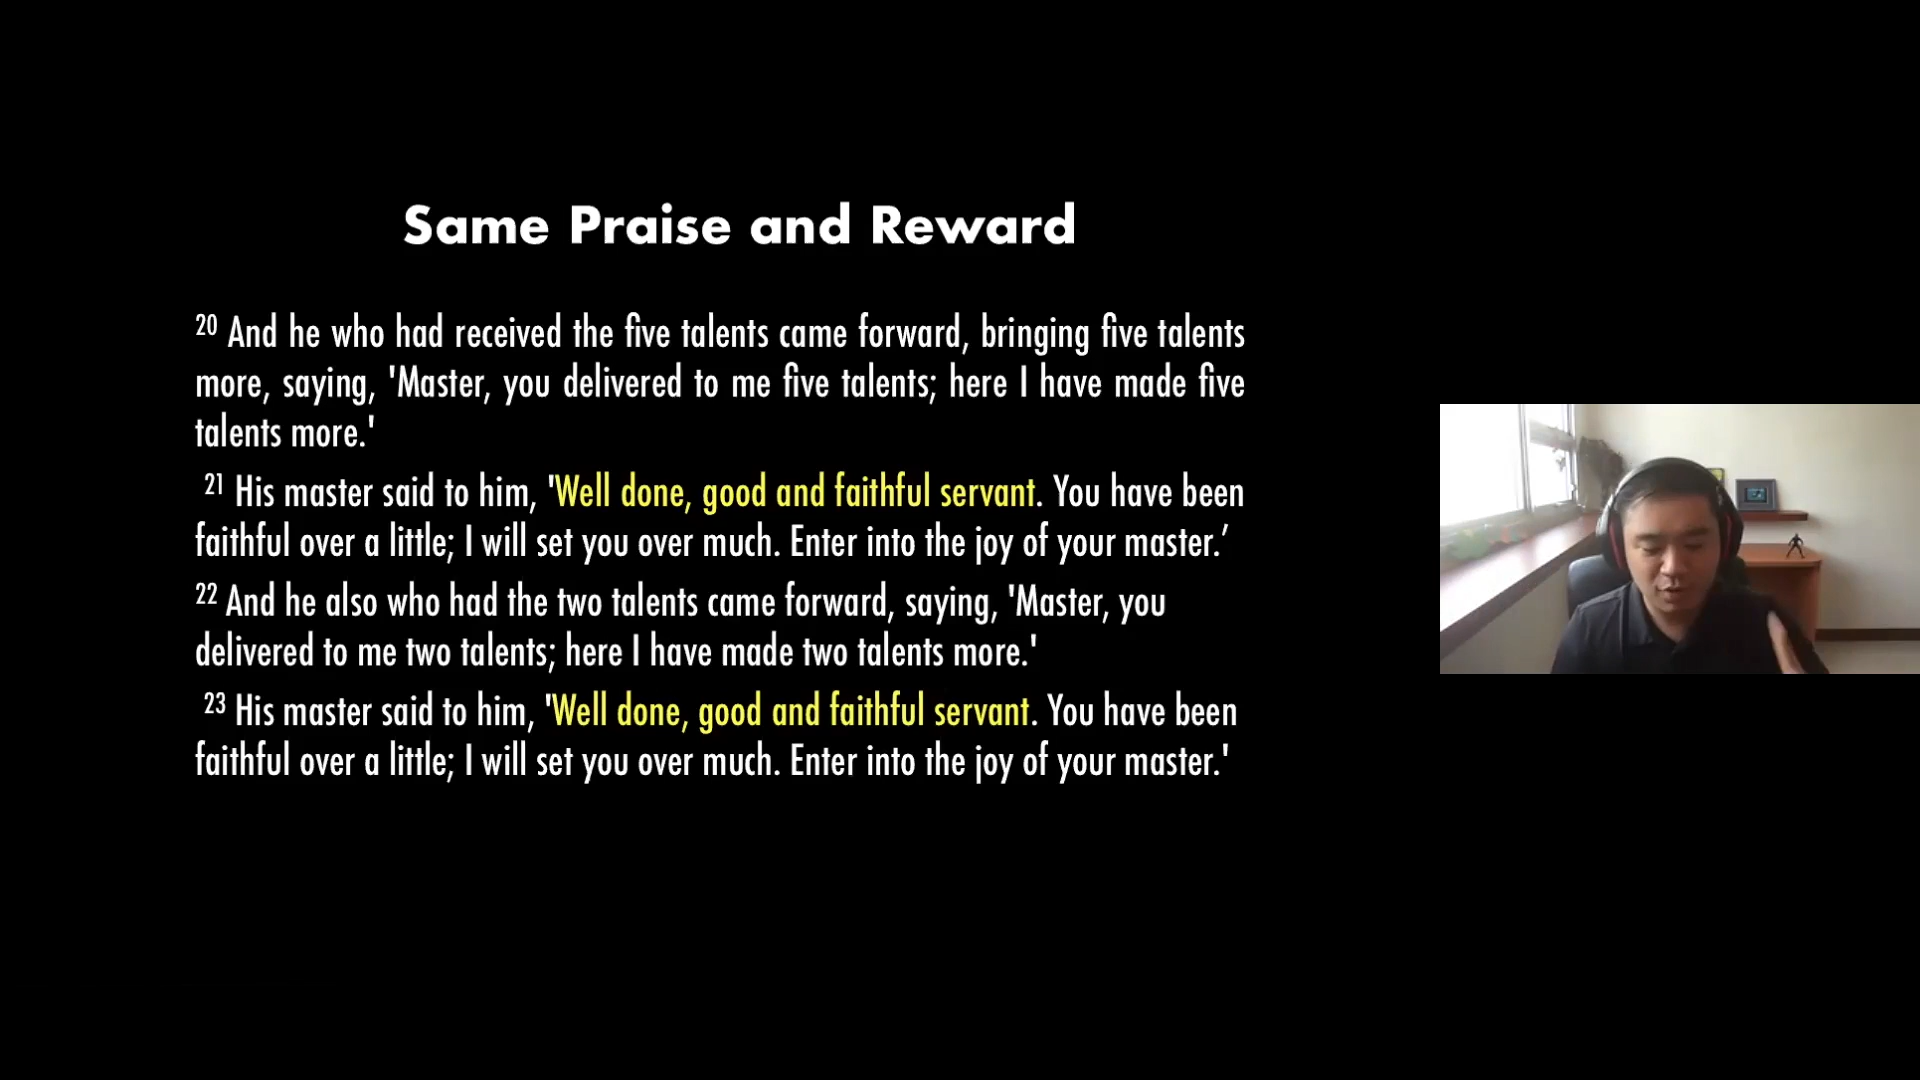 Same Praise and Reward
20 And he who had received the five talents came forward, bringing five talents
more, saying, 'Master, you delivered to me five talents; here I have made five
talents more.'
21 His master said to him, 'Well done, good and faithful servant. You have been
faithful over a little; I will set you over much. Enter into the joy of your master.’
22 And he also who had the two talents came forward, saying, 'Master, you
delivered to me two talents; here I have made two talents more.'
23 His master said to him, 'Well done, good and faithful servant. You have been
faithful over a little; I will set you over much. Enter into the joy of your master.'